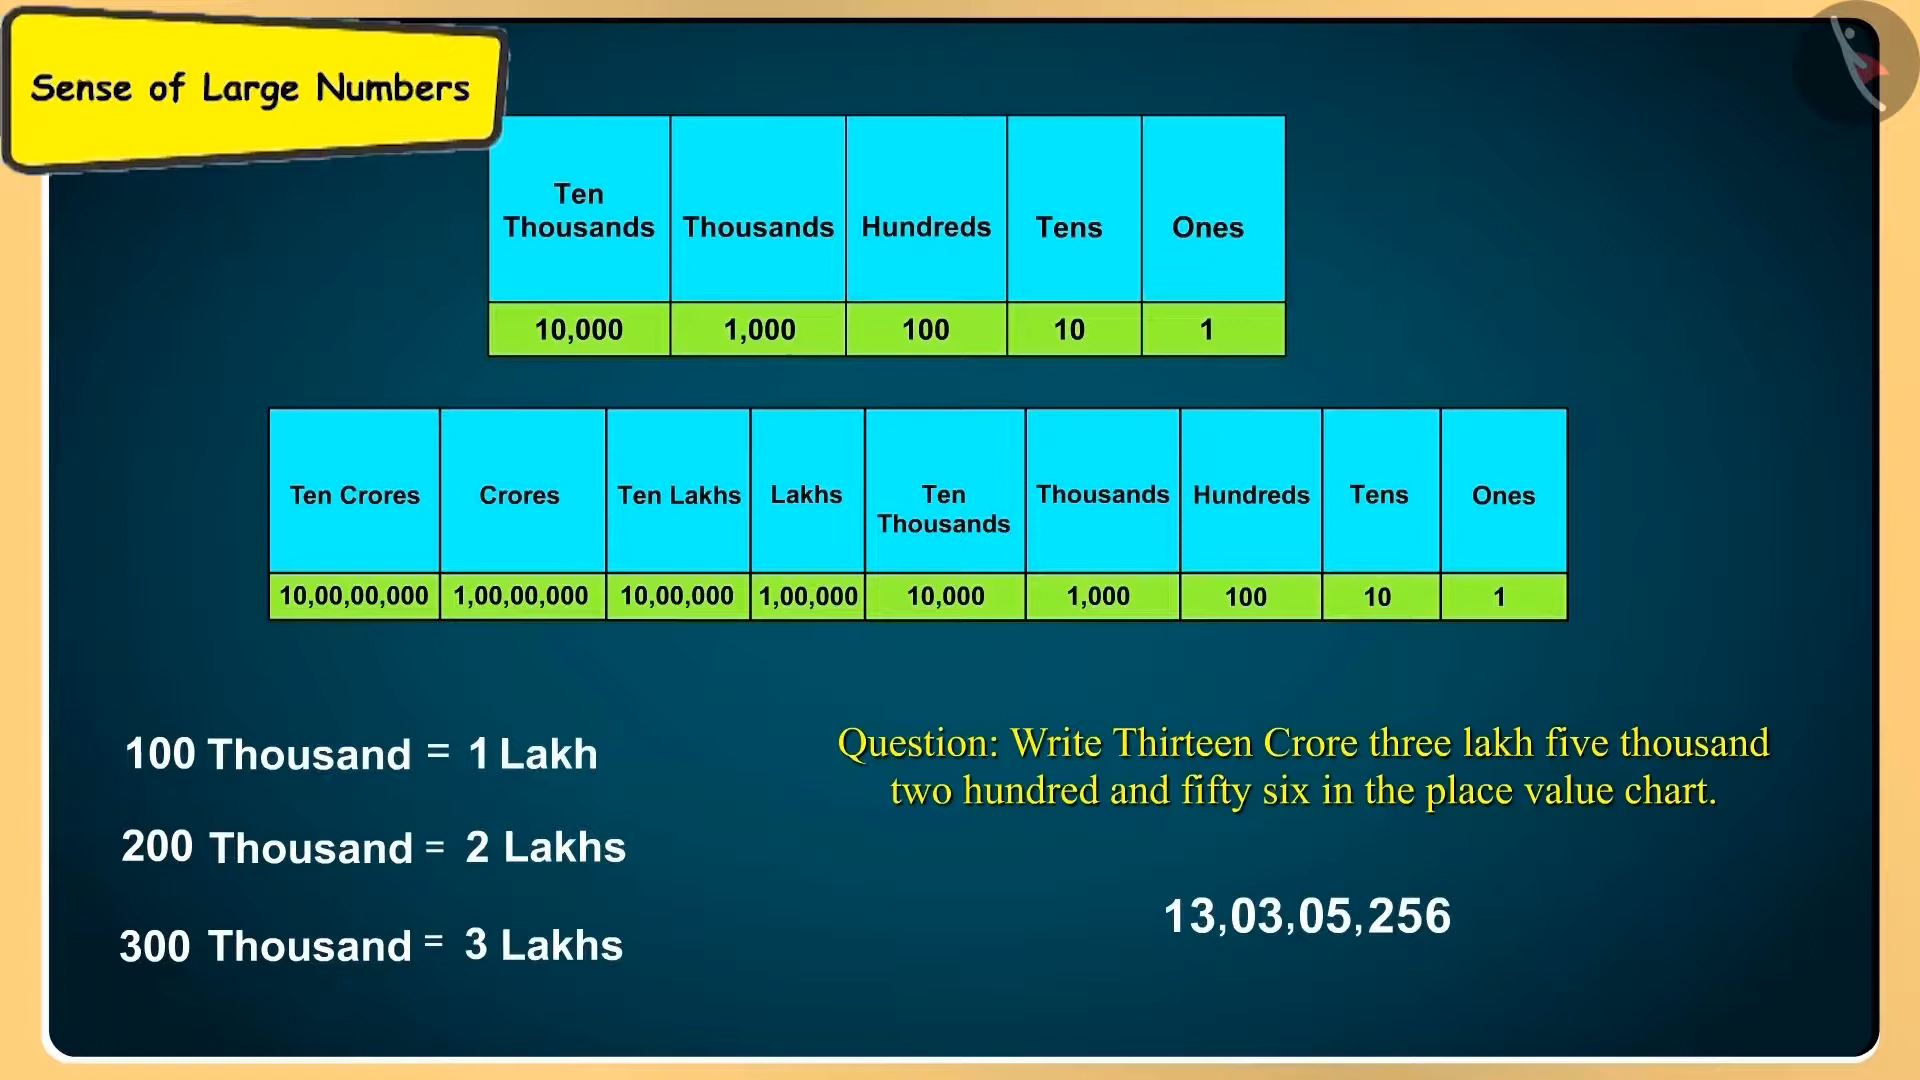 Sense of Large Numbers
Ten Thousands Thousands Hundreds Tens Ones
10,000 1,000 100 10 1
Ten Crores Crores Ten Lakhs Lakhs Ten Thousands Thousands Hundreds Tens Ones
10,00,00,000 1,00,00,000 10,00,000 1,00,000 10,000 1,000 100 10 1
100 Thousand = 1 Lakh
200 Thousand = 2 Lakhs
300 Thousand = 3 Lakhs
Question: Write Thirteen Crore three lakh five thousand
two hundred and fifty six in the place value chart.
13,03,05,256